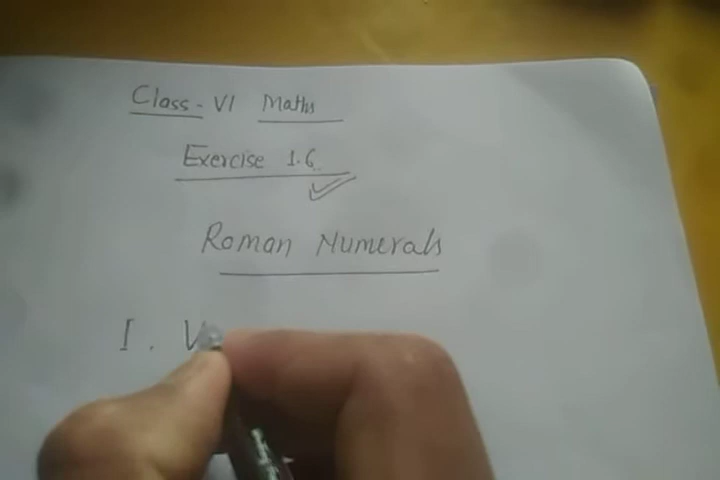 Class - VI Maths
Exercise 1.6
Roman Numerals
I. V